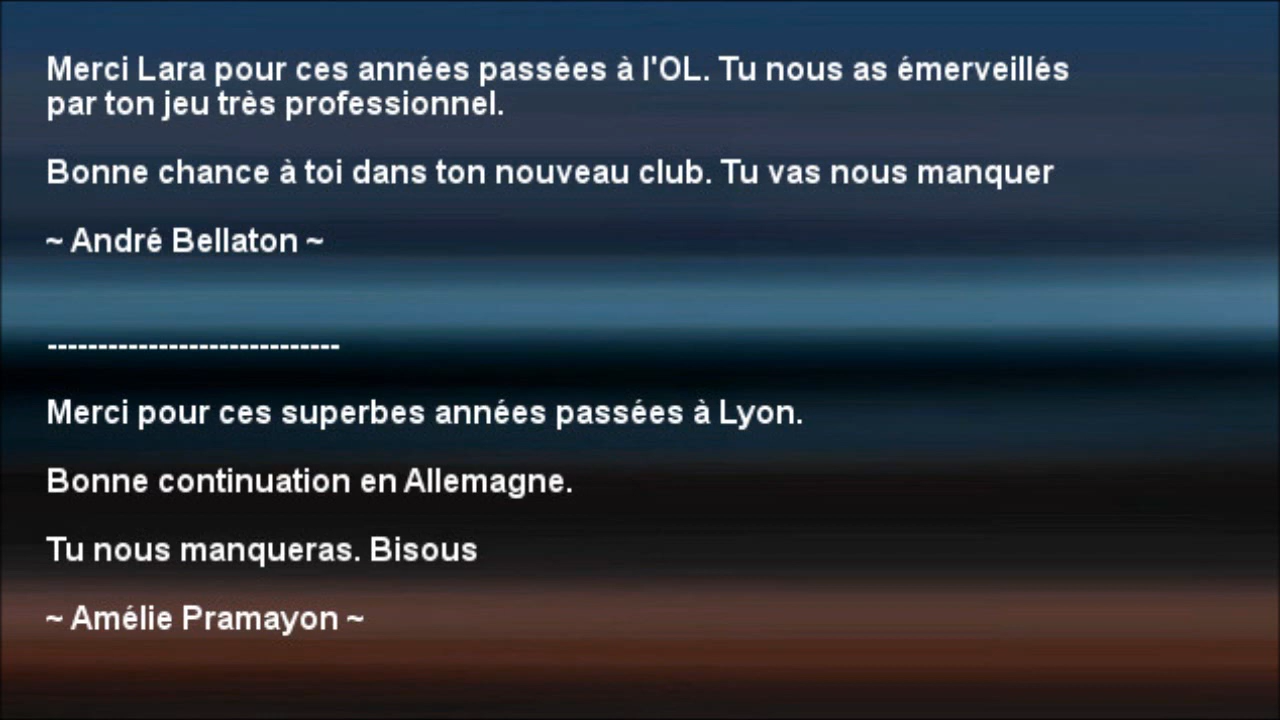 Merci Lara pour ces années passées à l'OL. Tu nous as émerveillés
par ton jeu très professionnel.
Bonne chance à toi dans ton nouveau club. Tu vas nous manquer
~ André Bellaton ~
-----------------------------
Merci pour ces superbes années passées à Lyon.
Bonne continuation en Allemagne.
Tu nous manqueras. Bisous
~ Amélie Pramayon ~